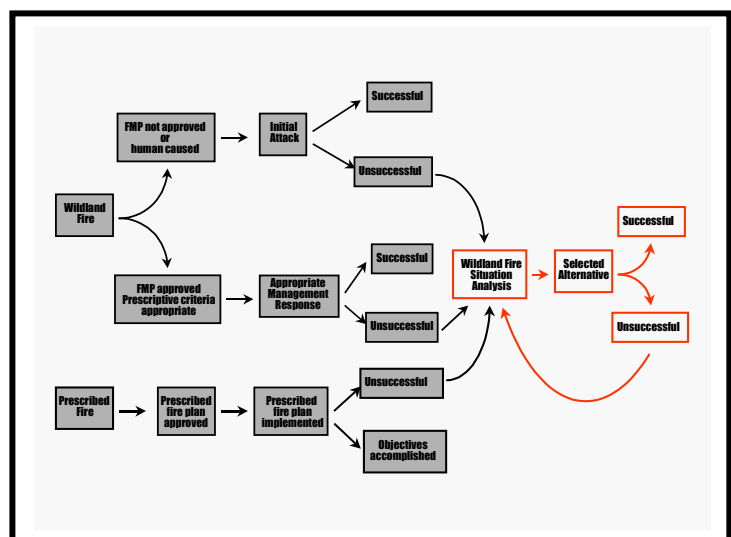 Successful
FMP not approved
or
human caused
Initial
Attack
Unsuccessful
Wildland
Fire
Successful
Wildland Fire
Situation
Analysis
Selected
Alternative
Successful
FMP approved
Prescriptive criteria
appropriate
Appropriate
Management
Response
Unsuccessful
Unsuccessful
Prescribed
Fire
Prescribed
fire plan
approved
Prescribed
fire plan
implemented
Unsuccessful
Objectives
accomplished